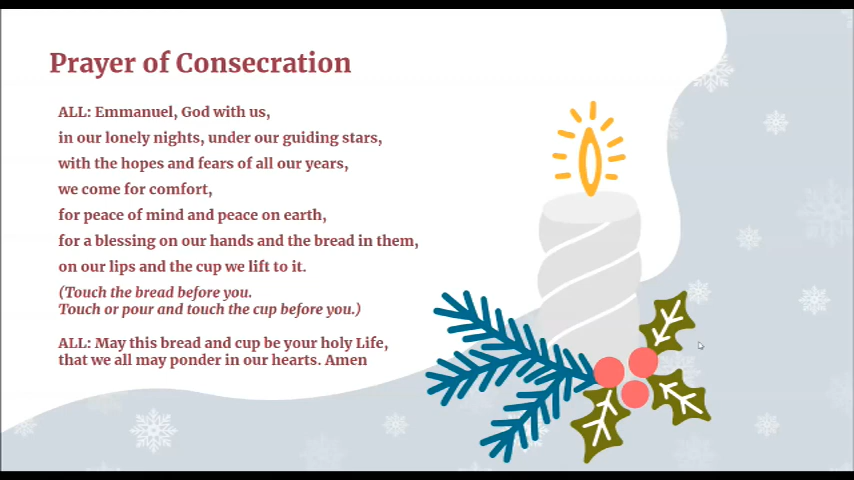 Prayer of Consecration
ALL: Emmanuel, God with us,
in our lonely nights, under our guiding stars,
with the hopes and fears of all our years,
we come for comfort,
for peace of mind and peace on earth,
for a blessing on our hands and the bread in them,
on our lips and the cup we lift to it.
(Touch the bread before you.
Touch or pour and touch the cup before you.)
ALL: May this bread and cup be your holy Life,
that we all may ponder in our hearts. Amen